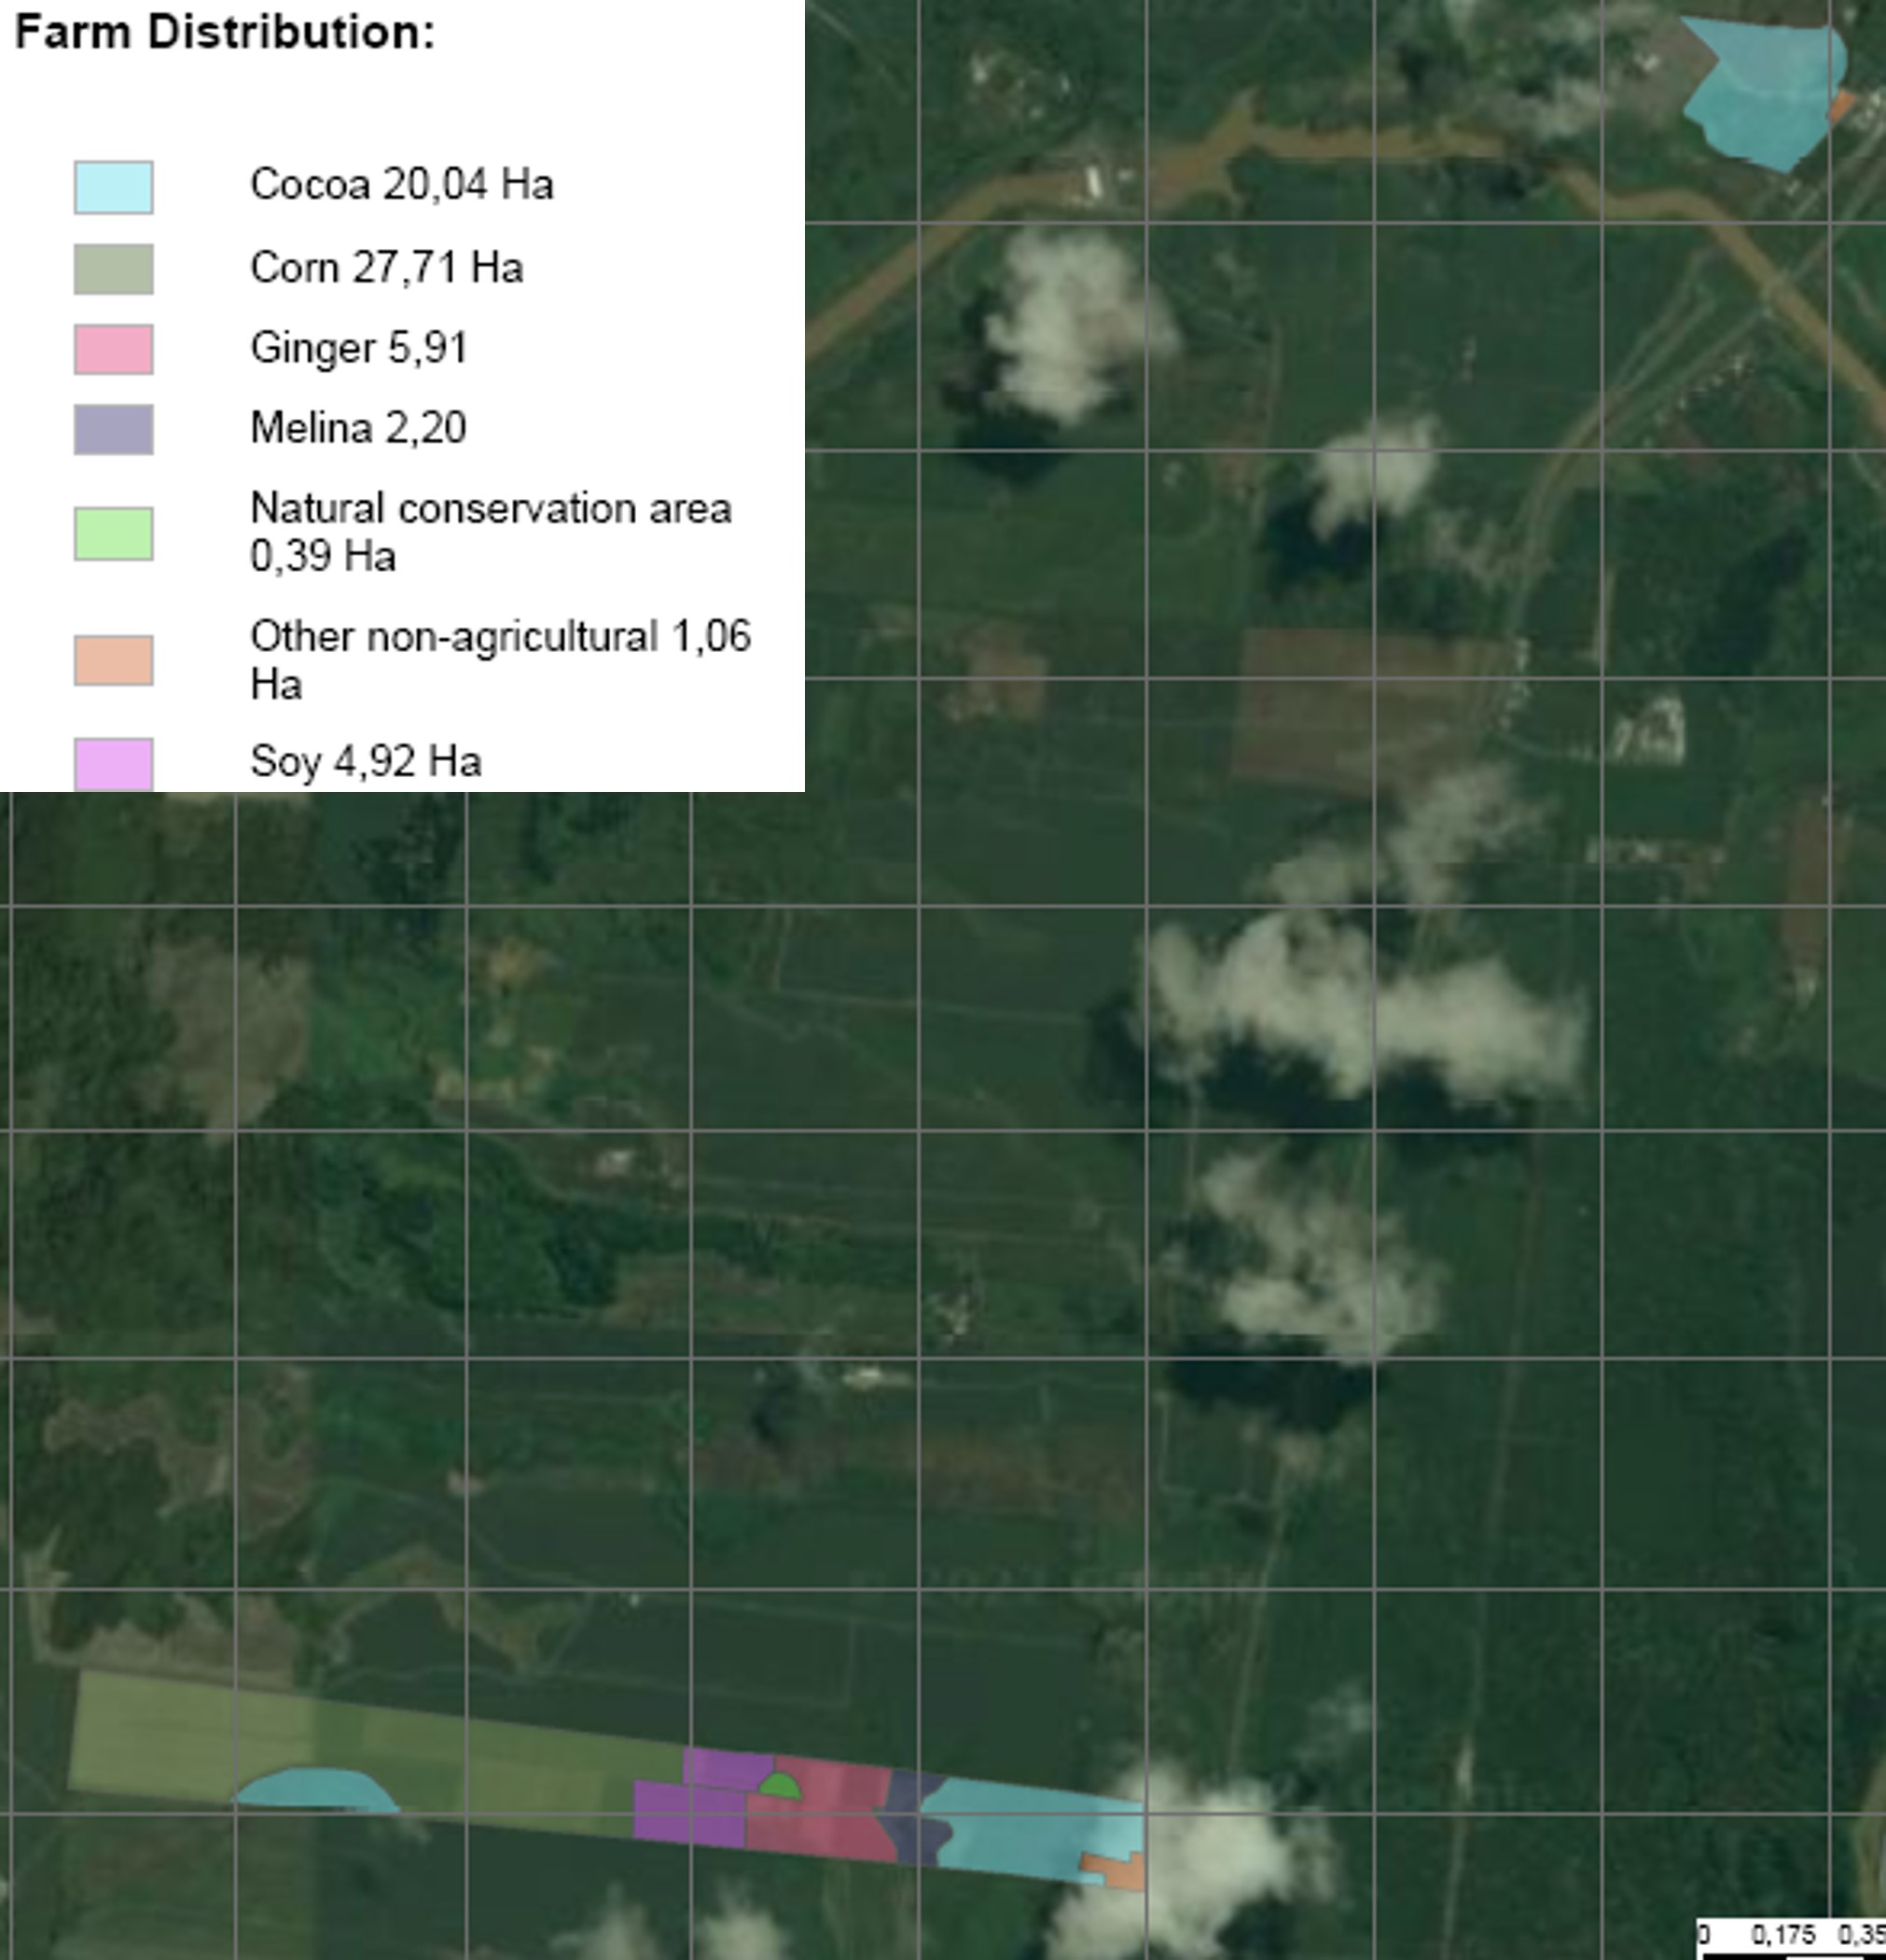 Farm Distribution:
Cocoa 20,04 Ha
Corn 27,71 Ha
Ginger 5,91
Melina 2,20
Natural conservation area
0,39 Ha
Other non-agricultural 1,06
Ha
Soy 4,92 Ha
0 0,175 0,35